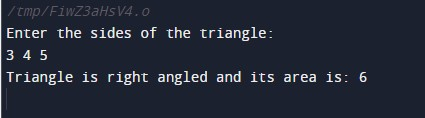 /tmp/FiwZ3aHsV4.o
Enter the sides of the triangle:
3 4 5
Triangle is right angled and its area is: 6